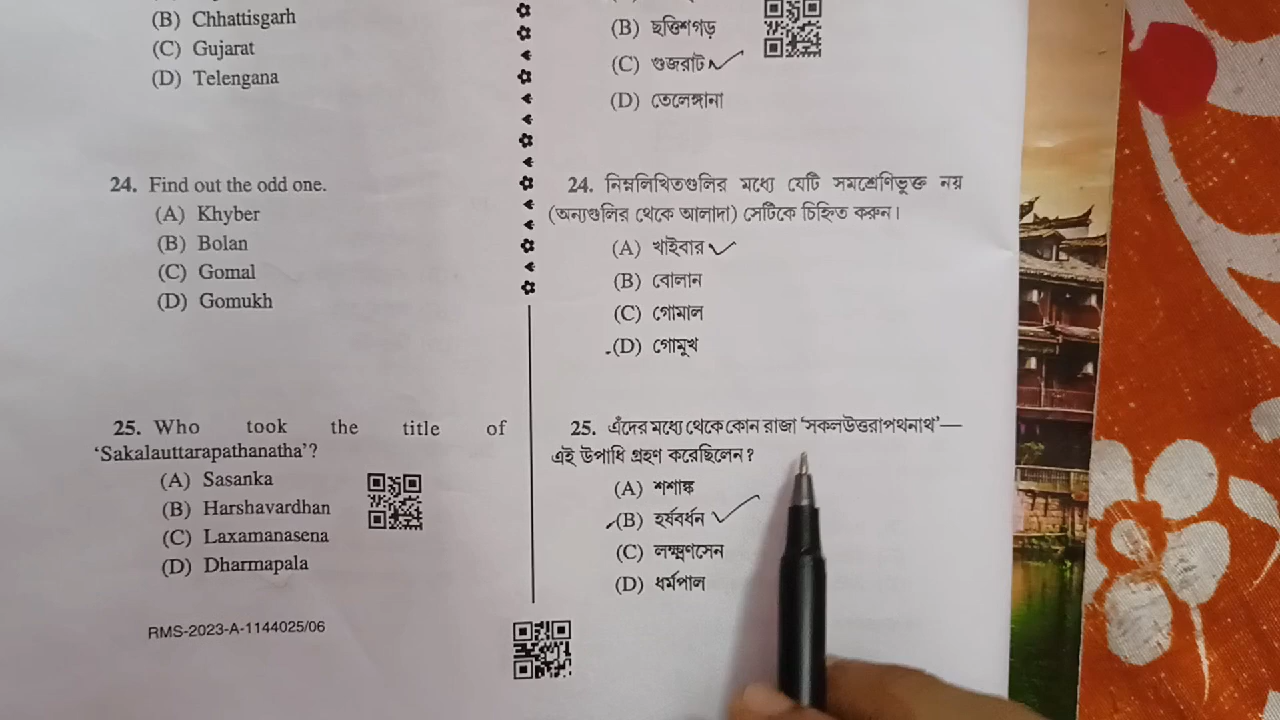 (B) Chhattisgarh
(C) Gujarat
(D) Telengana
24. Find out the odd one.
(A) Khyber
(B) Bolan
(C) Gomal
(D) Gomukh
25. Who took the title of
‘Sakalauttarapathanatha’?
(A) Sasanka
(B) Harshavardhan
(C) Laxamanasena
(D) Dharmapala
RMS-2023-A-1144025/06
(B) ছত্তিশগড়
(C) গুজরাট
(D) তেলেঙ্গানা
24. নিম্নলিখিতগুলির মধ্যে যেটি সমশ্রেণিভুক্ত নয়
(অন্যগুলির থেকে আলাদা) সেটিকে চিহ্নিত করুন।
(A) খাইবার
(B) বোলান
(C) গোমাল
(D) গোমুখ
25. এঁদের মধ্যে থেকে কোন রাজা ‘সকলউত্তরাপথনাথ’—
এই উপাধি গ্রহণ করেছিলেন?
(A) শশাঙ্ক
(B) হর্ষবর্ধন
(C) লক্ষ্মণসেন
(D) ধর্মপাল